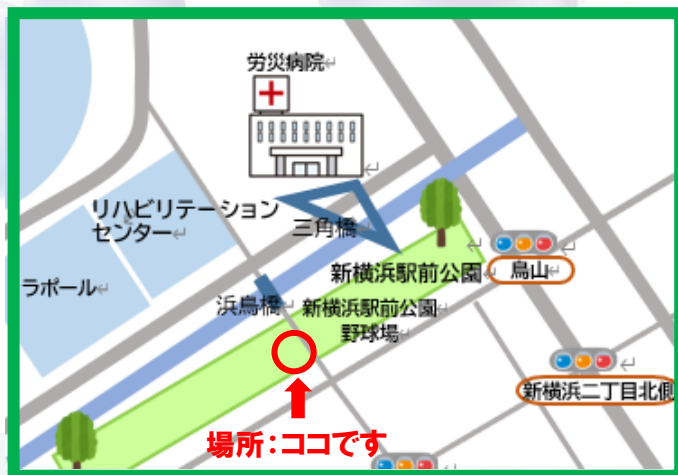 労災病院
リハビリテーション
センター
三角橋
ラポール
新横浜駅前公園
鳥山
浜鳥橋
新横浜駅前公園
野球場
新横浜二丁目北側
場所：ココです